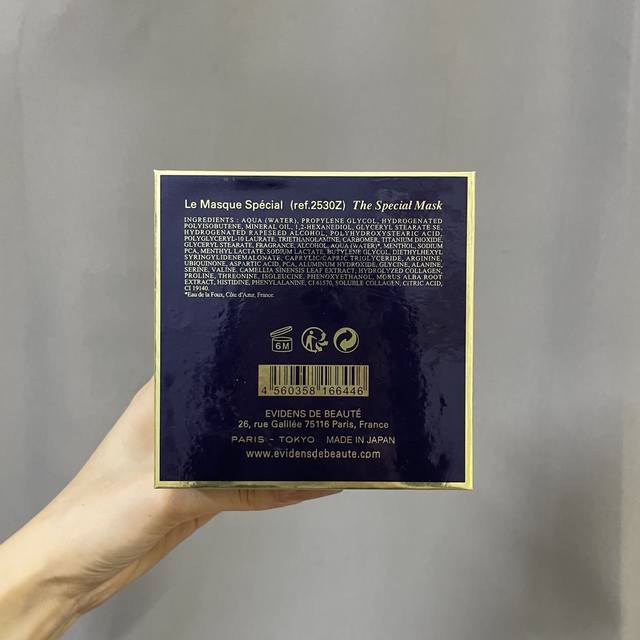 Le Masque Spécial (ref.2530Z) The Special Mask
INGREDIENTS : AQUA (WATER), PROPYLENE GLYCOL, HYDROGENATED
POLYISOBUTENE, MINERAL OIL, 1,2-HEXANEDIOL, GLYCERYL STEARATE SE,
HYDROGENATED RAPESEED ALCOHOL, POLYHYDROXYSTEARIC ACID,
POLYGLYCERYL-10 LAURATE, TRIETHANOLAMINE, CARBOMER, TITANIUM DIOXIDE,
GLYCERYL STEARATE, FRAGRANCE, ALCOHOL, AQUA (WATER)*, MENTHOL, SODIUM
PCA, MENTHYL LACTATE, SODIUM LACTATE, BUTYLENE GLYCOL, DIETHYLHEXYL
SYRINGYLIDENEMALONATE, CAPRYLIC/CAPRIC TRIGLYCERIDE, ARGININE,
UBIQUINONE, ASPARTIC ACID, PCA, ALUMINUM HYDROXIDE, GLYCINE, ALANINE,
SERINE, VALINE, CAMELLIA SINENSIS LEAF EXTRACT, HYDROLYZED COLLAGEN,
PROLINE, THREONINE, ISOLEUCINE, PHENOXYETHANOL, MORUS ALBA ROOT
EXTRACT, HISTIDINE, PHENYLALANINE, CI 61570, SOLUBLE COLLAGEN, CITRIC ACID,
CI 19140.
*Eau de la Foux, Côte d'Azur, France.
6M
4 560358 166446
EVIDENS DE BEAUTÉ
26, rue Galilée 75116 Paris, France
PARIS - TOKYO MADE IN JAPAN
www.evidensdebeaute.com